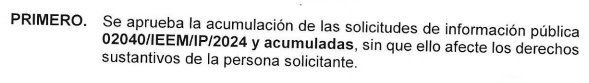 PRIMERO. Se aprueba la acumulación de las solicitudes de información pública
02040/IEEM/IP/2024 y acumuladas, sin que ello afecte los derechos
sustantivos de la persona solicitante.